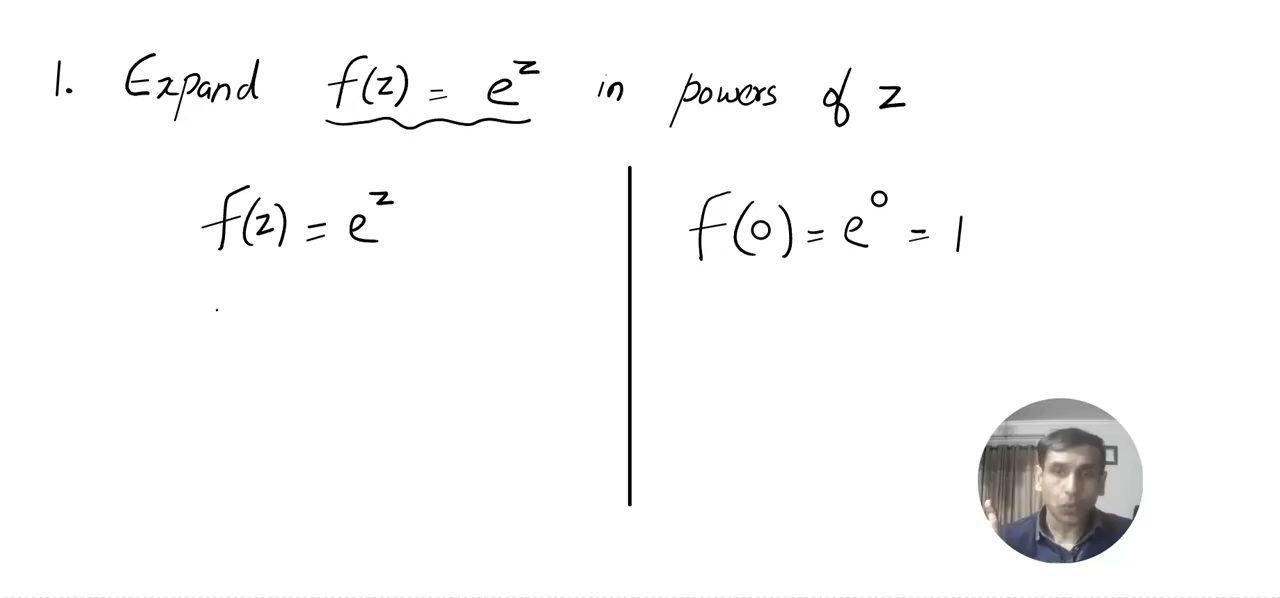 1. Expand f(z) = e^z in powers of z
f(z) = e^z
f(0) = e^0 = 1